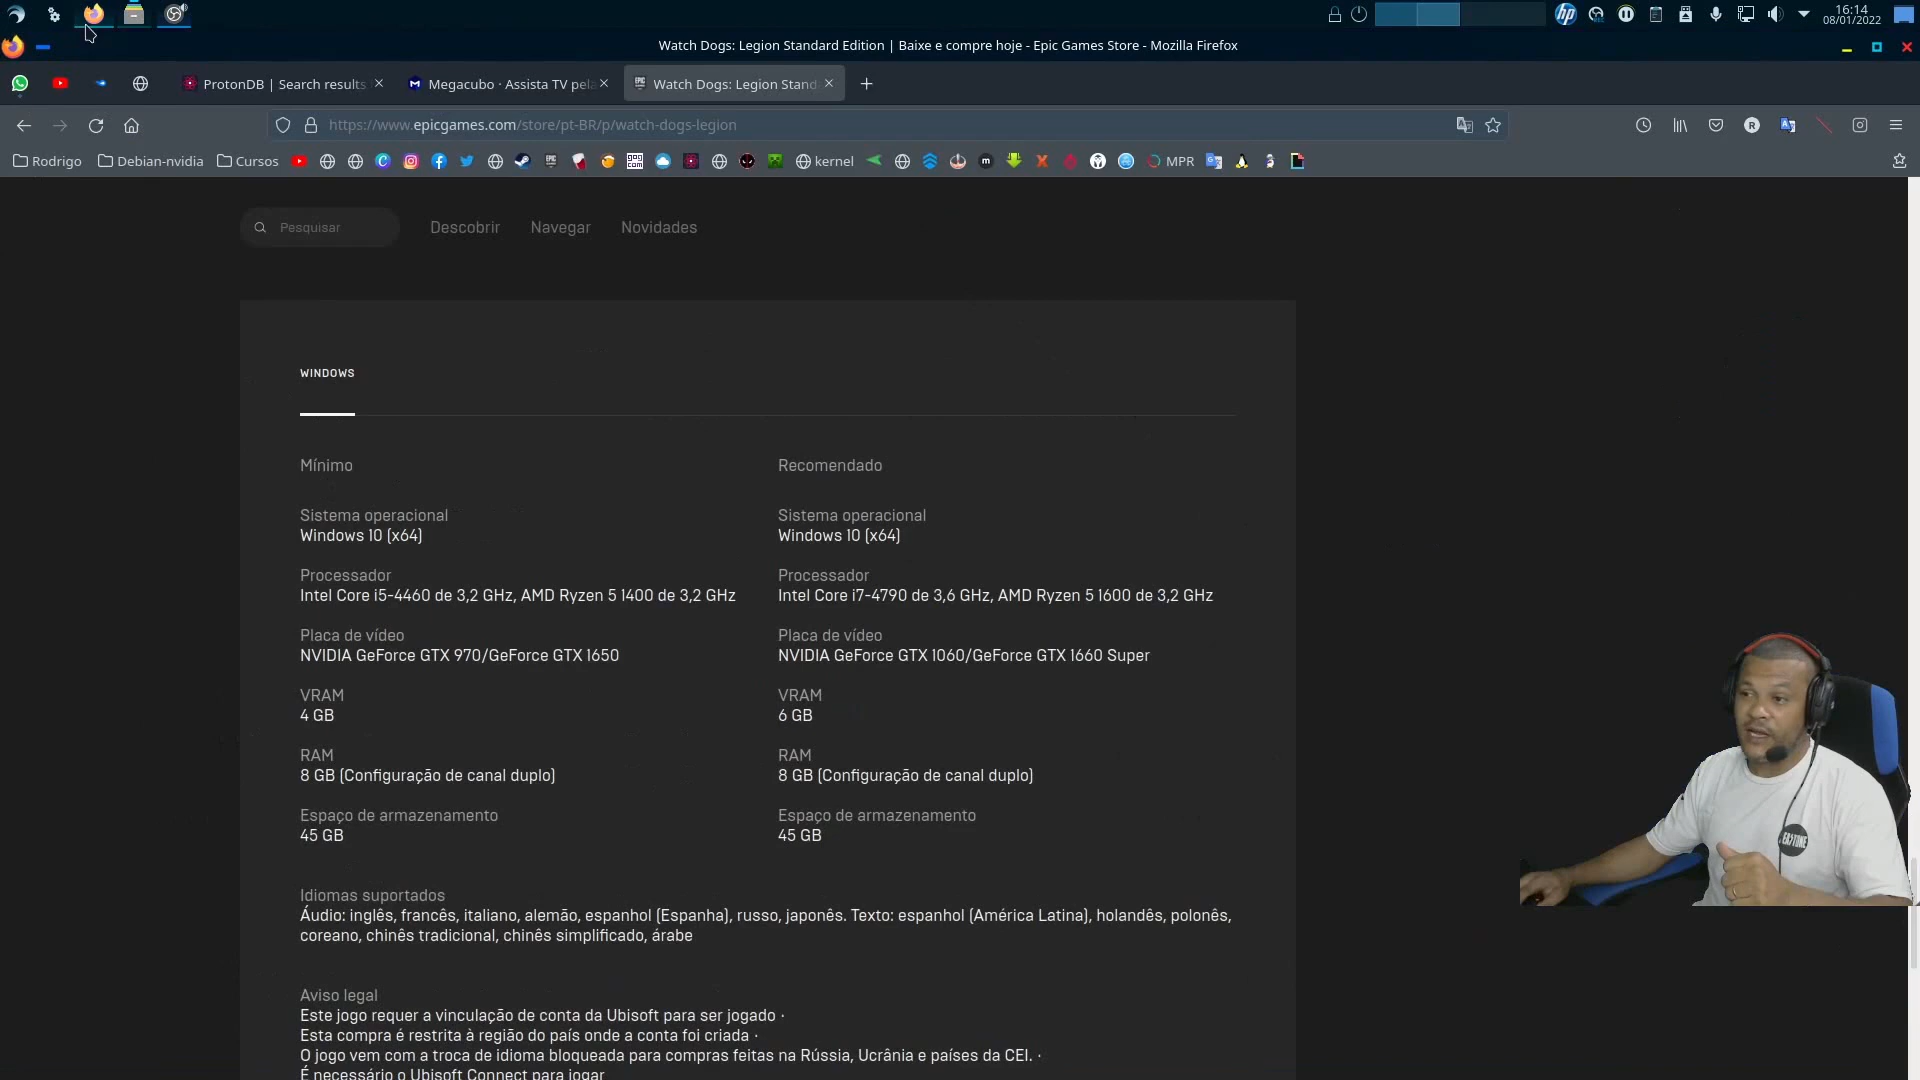 16:14
08/01/2022
Watch Dogs: Legion Standard Edition | Baixe e compre hoje - Epic Games Store - Mozilla Firefox
ProtonDB | Search results
Megacubo · Assista TV pela
Watch Dogs: Legion Stand
https://www.epicgames.com/store/pt-BR/p/watch-dogs-legion
Rodrigo
Debian-nvidia
Cursos
kernel
MPR
Pesquisar
Descobrir
Navegar
Novidades
WINDOWS
Mínimo
Recomendado
Sistema operacional
Windows 10 (x64)
Sistema operacional
Windows 10 (x64)
Processador
Intel Core i5-4460 de 3,2 GHz, AMD Ryzen 5 1400 de 3,2 GHz
Processador
Intel Core i7-4790 de 3,6 GHz, AMD Ryzen 5 1600 de 3,2 GHz
Placa de vídeo
NVIDIA GeForce GTX 970/GeForce GTX 1650
Placa de vídeo
NVIDIA GeForce GTX 1060/GeForce GTX 1660 Super
VRAM
4 GB
VRAM
6 GB
RAM
8 GB (Configuração de canal duplo)
RAM
8 GB (Configuração de canal duplo)
Espaço de armazenamento
45 GB
Espaço de armazenamento
45 GB
Idiomas suportados
Áudio: inglês, francês, italiano, alemão, espanhol (Espanha), russo, japonês. Texto: espanhol (América Latina), holandês, polonês,
coreano, chinês tradicional, chinês simplificado, árabe
Aviso legal
Este jogo requer a vinculação de conta da Ubisoft para ser jogado ·
Esta compra é restrita à região do país onde a conta foi criada ·
O jogo vem com a troca de idioma bloqueada para compras feitas na Rússia, Ucrânia e países da CEI. ·
É necessário o Ubisoft Connect para jogar